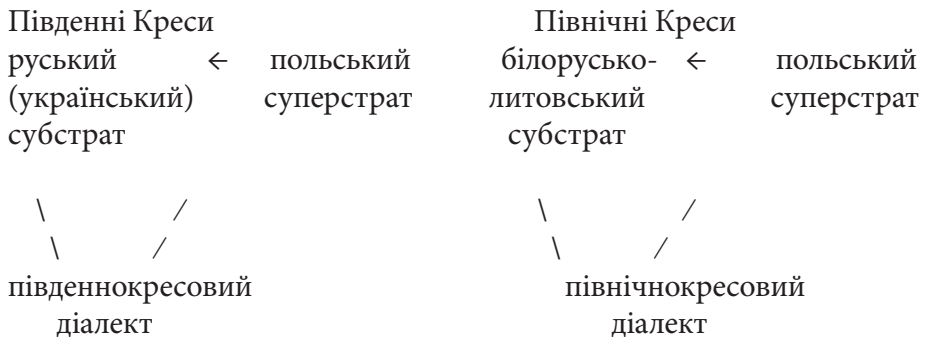 Південні Креси Північні Креси
руський ← польський білорусько- ← польський
(український) суперстрат литовський суперстрат
субстрат субстрат
\ / \ /
\ / \ /
південнокресовий північнокресовий
діалект діалект